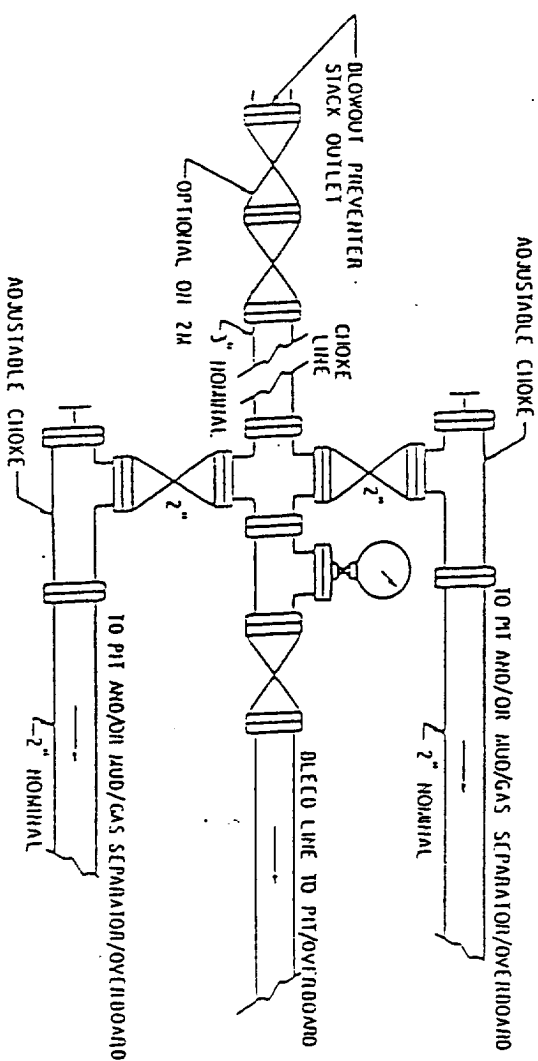 ADJUSTABLE CHOKE
TO PIT AND/OR MUD/GAS SEPARATOR/OVERBOARD
2" NOMINAL
2"
BLOWOUT PREVENTER
STACK OUTLET
CHOKE
LINE
BLEED LINE TO PIT/OVERBOARD
3" NOMINAL
OPTIONAL ON 2M
2"
TO PIT AND/OR MUD/GAS SEPARATOR/OVERBOARD
2" NOMINAL
ADJUSTABLE CHOKE